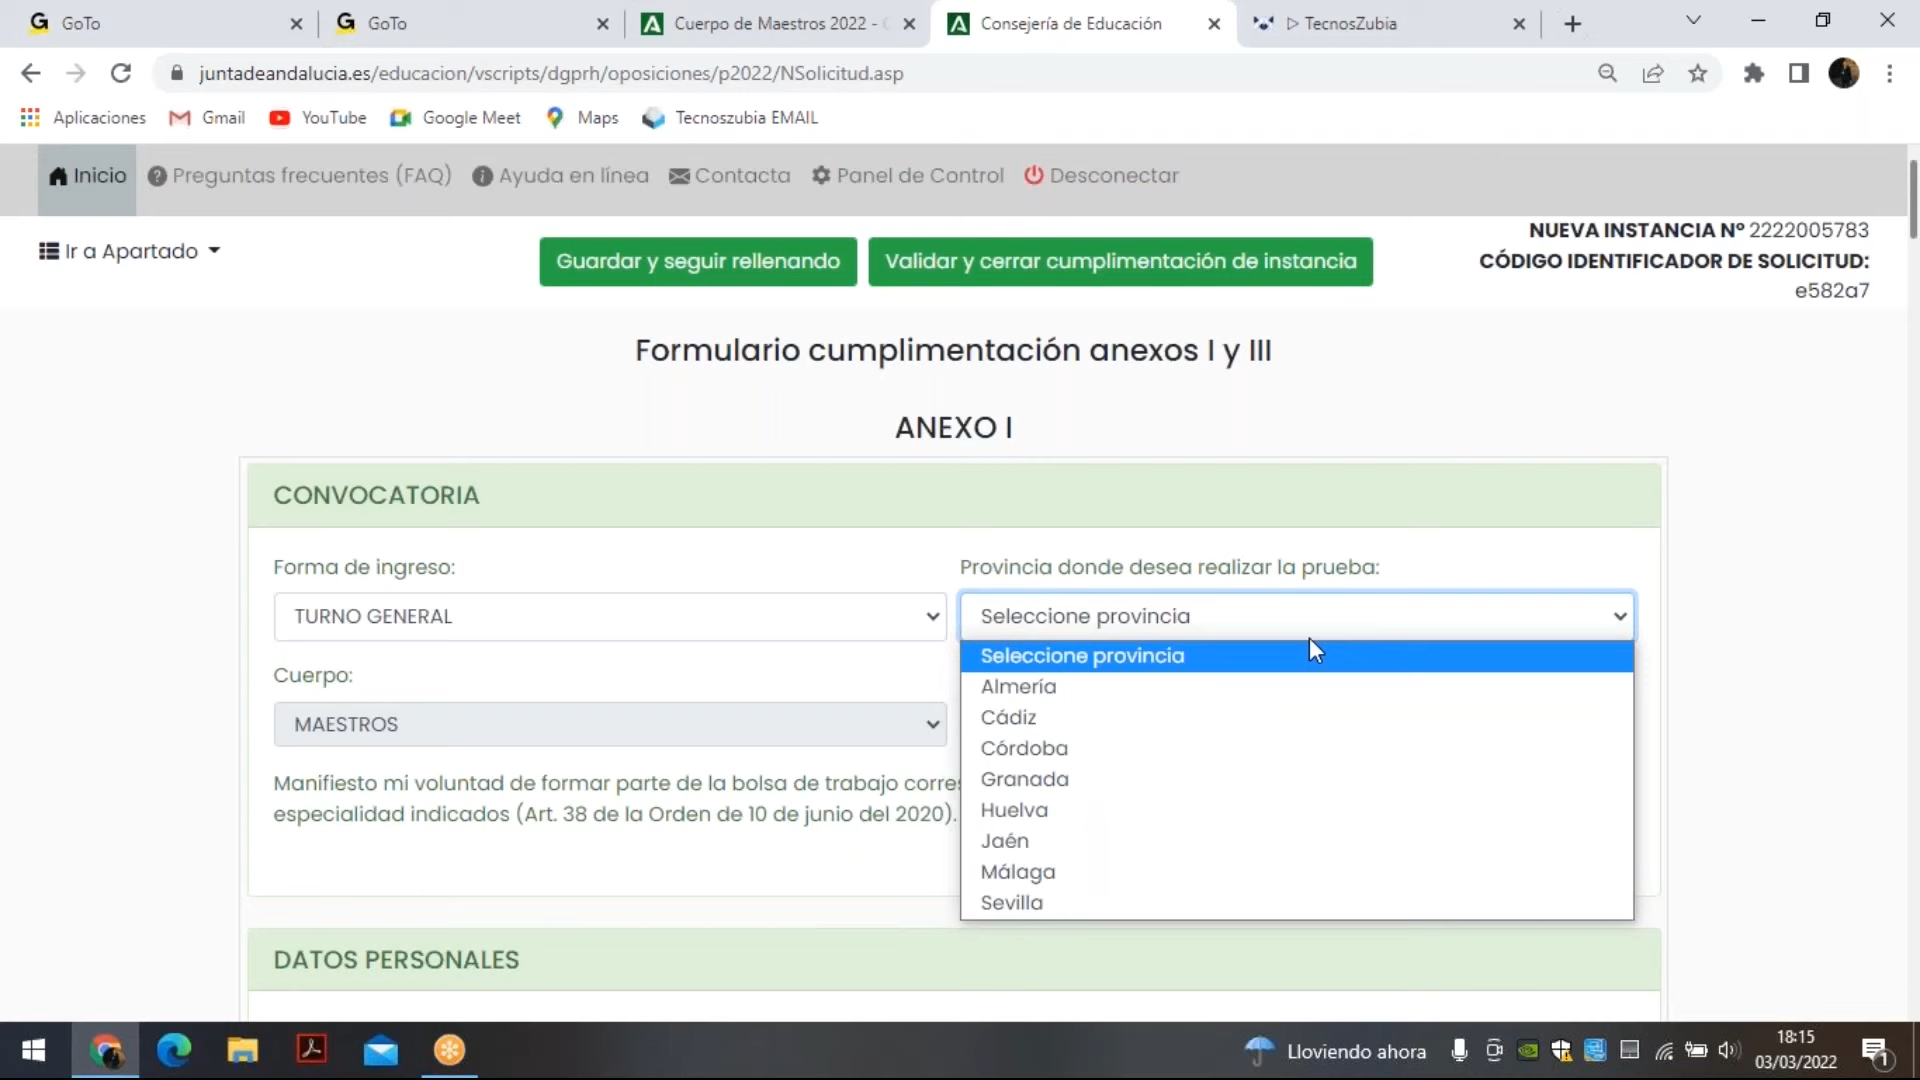 GoTo
GoTo
Cuerpo de Maestros 2022 -
Consejería de Educación
▷ TecnosZubia
juntadeandalucia.es/educacion/vscripts/dgprh/oposiciones/p2022/NSolicitud.asp
Aplicaciones
Gmail
YouTube
Google Meet
Maps
Tecnoszubia EMAIL
Inicio
Preguntas frecuentes (FAQ)
Ayuda en línea
Contacta
Panel de Control
Desconectar
Ir a Apartado
Guardar y seguir rellenando
Validar y cerrar cumplimentación de instancia
NUEVA INSTANCIA Nº 2222005783
CÓDIGO IDENTIFICADOR DE SOLICITUD:
e582a7
Formulario cumplimentación anexos I y III
ANEXO I
CONVOCATORIA
Forma de ingreso:
TURNO GENERAL
Cuerpo:
MAESTROS
Manifiesto mi voluntad de formar parte de la bolsa de trabajo corres
especialidad indicados (Art. 38 de la Orden de 10 de junio del 2020).
Provincia donde desea realizar la prueba:
Seleccione provincia
Seleccione provincia
Almería
Cádiz
Córdoba
Granada
Huelva
Jaén
Málaga
Sevilla
DATOS PERSONALES
Lloviendo ahora
18:15
03/03/2022
1